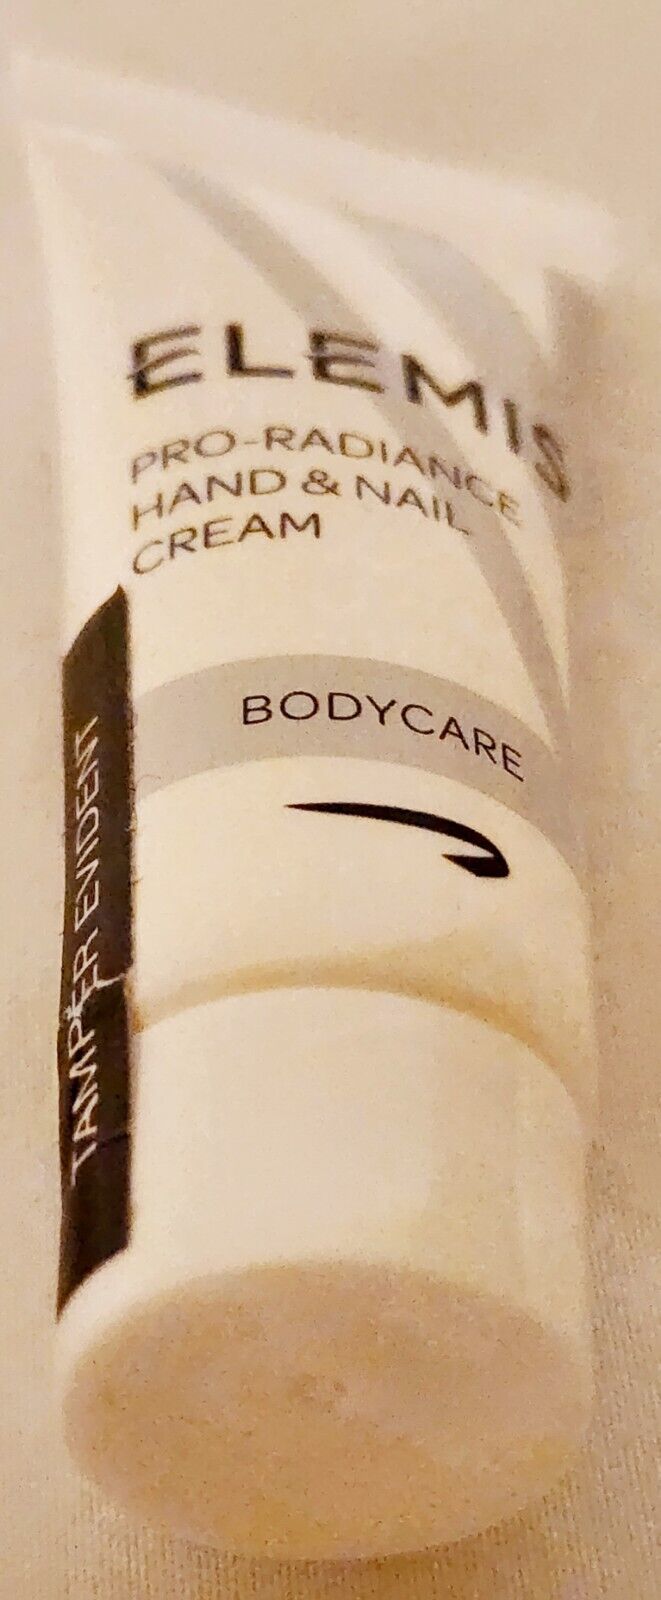 ELEMIS
PRO-RADIANCE
HAND & NAIL
CREAM
BODYCARE
TAMPER EVIDENT